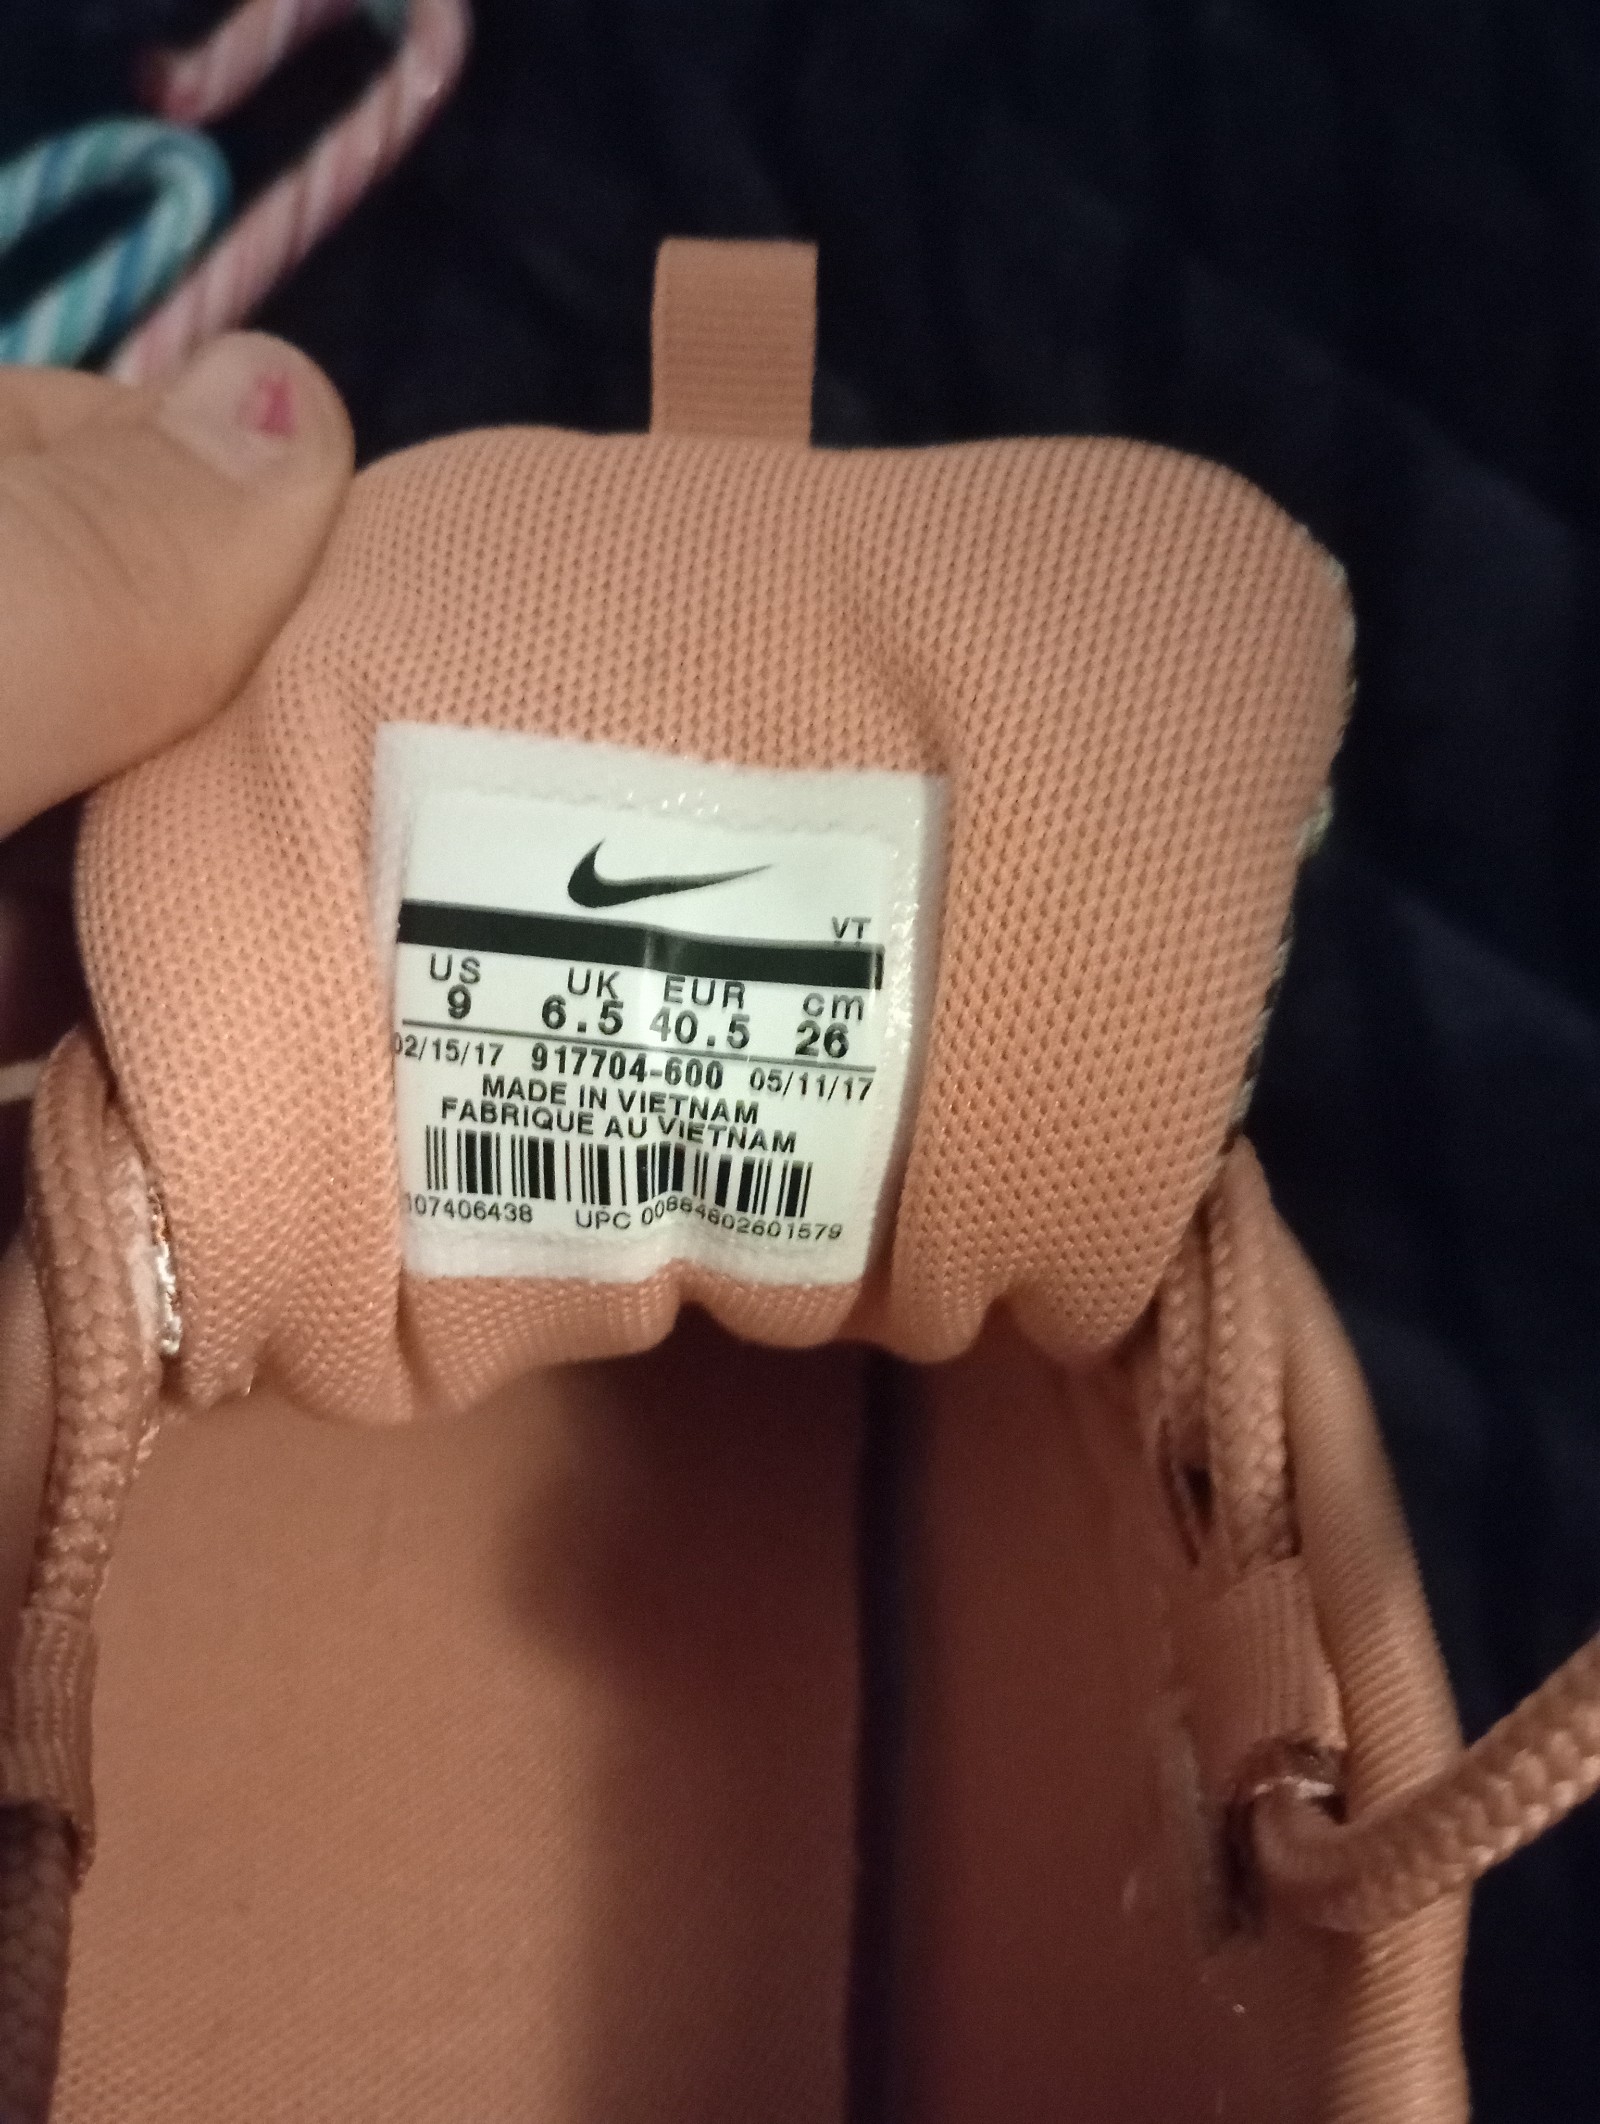 VT
US UK EUR cm
9 6.5 40.5 26
02/15/17 917704-600 05/11/17
MADE IN VIETNAM
FABRIQUE AU VIETNAM
107406438 UPC 00884802601579